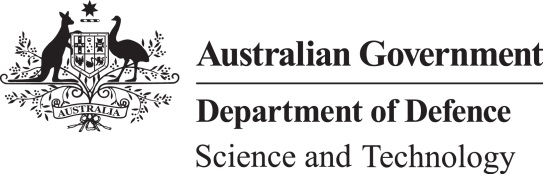 AUSTRALIA
Australian Government
Department of Defence
Science and Technology